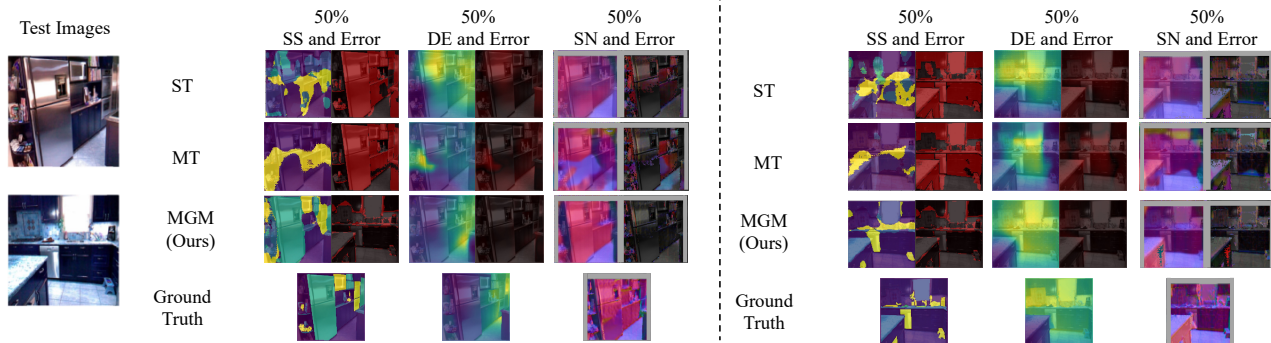 Test Images
50%
SS and Error
50%
DE and Error
50%
SN and Error
ST
MT
MGM
(Ours)
Ground
Truth
50%
SS and Error
50%
DE and Error
50%
SN and Error
ST
MT
MGM
(Ours)
Ground
Truth